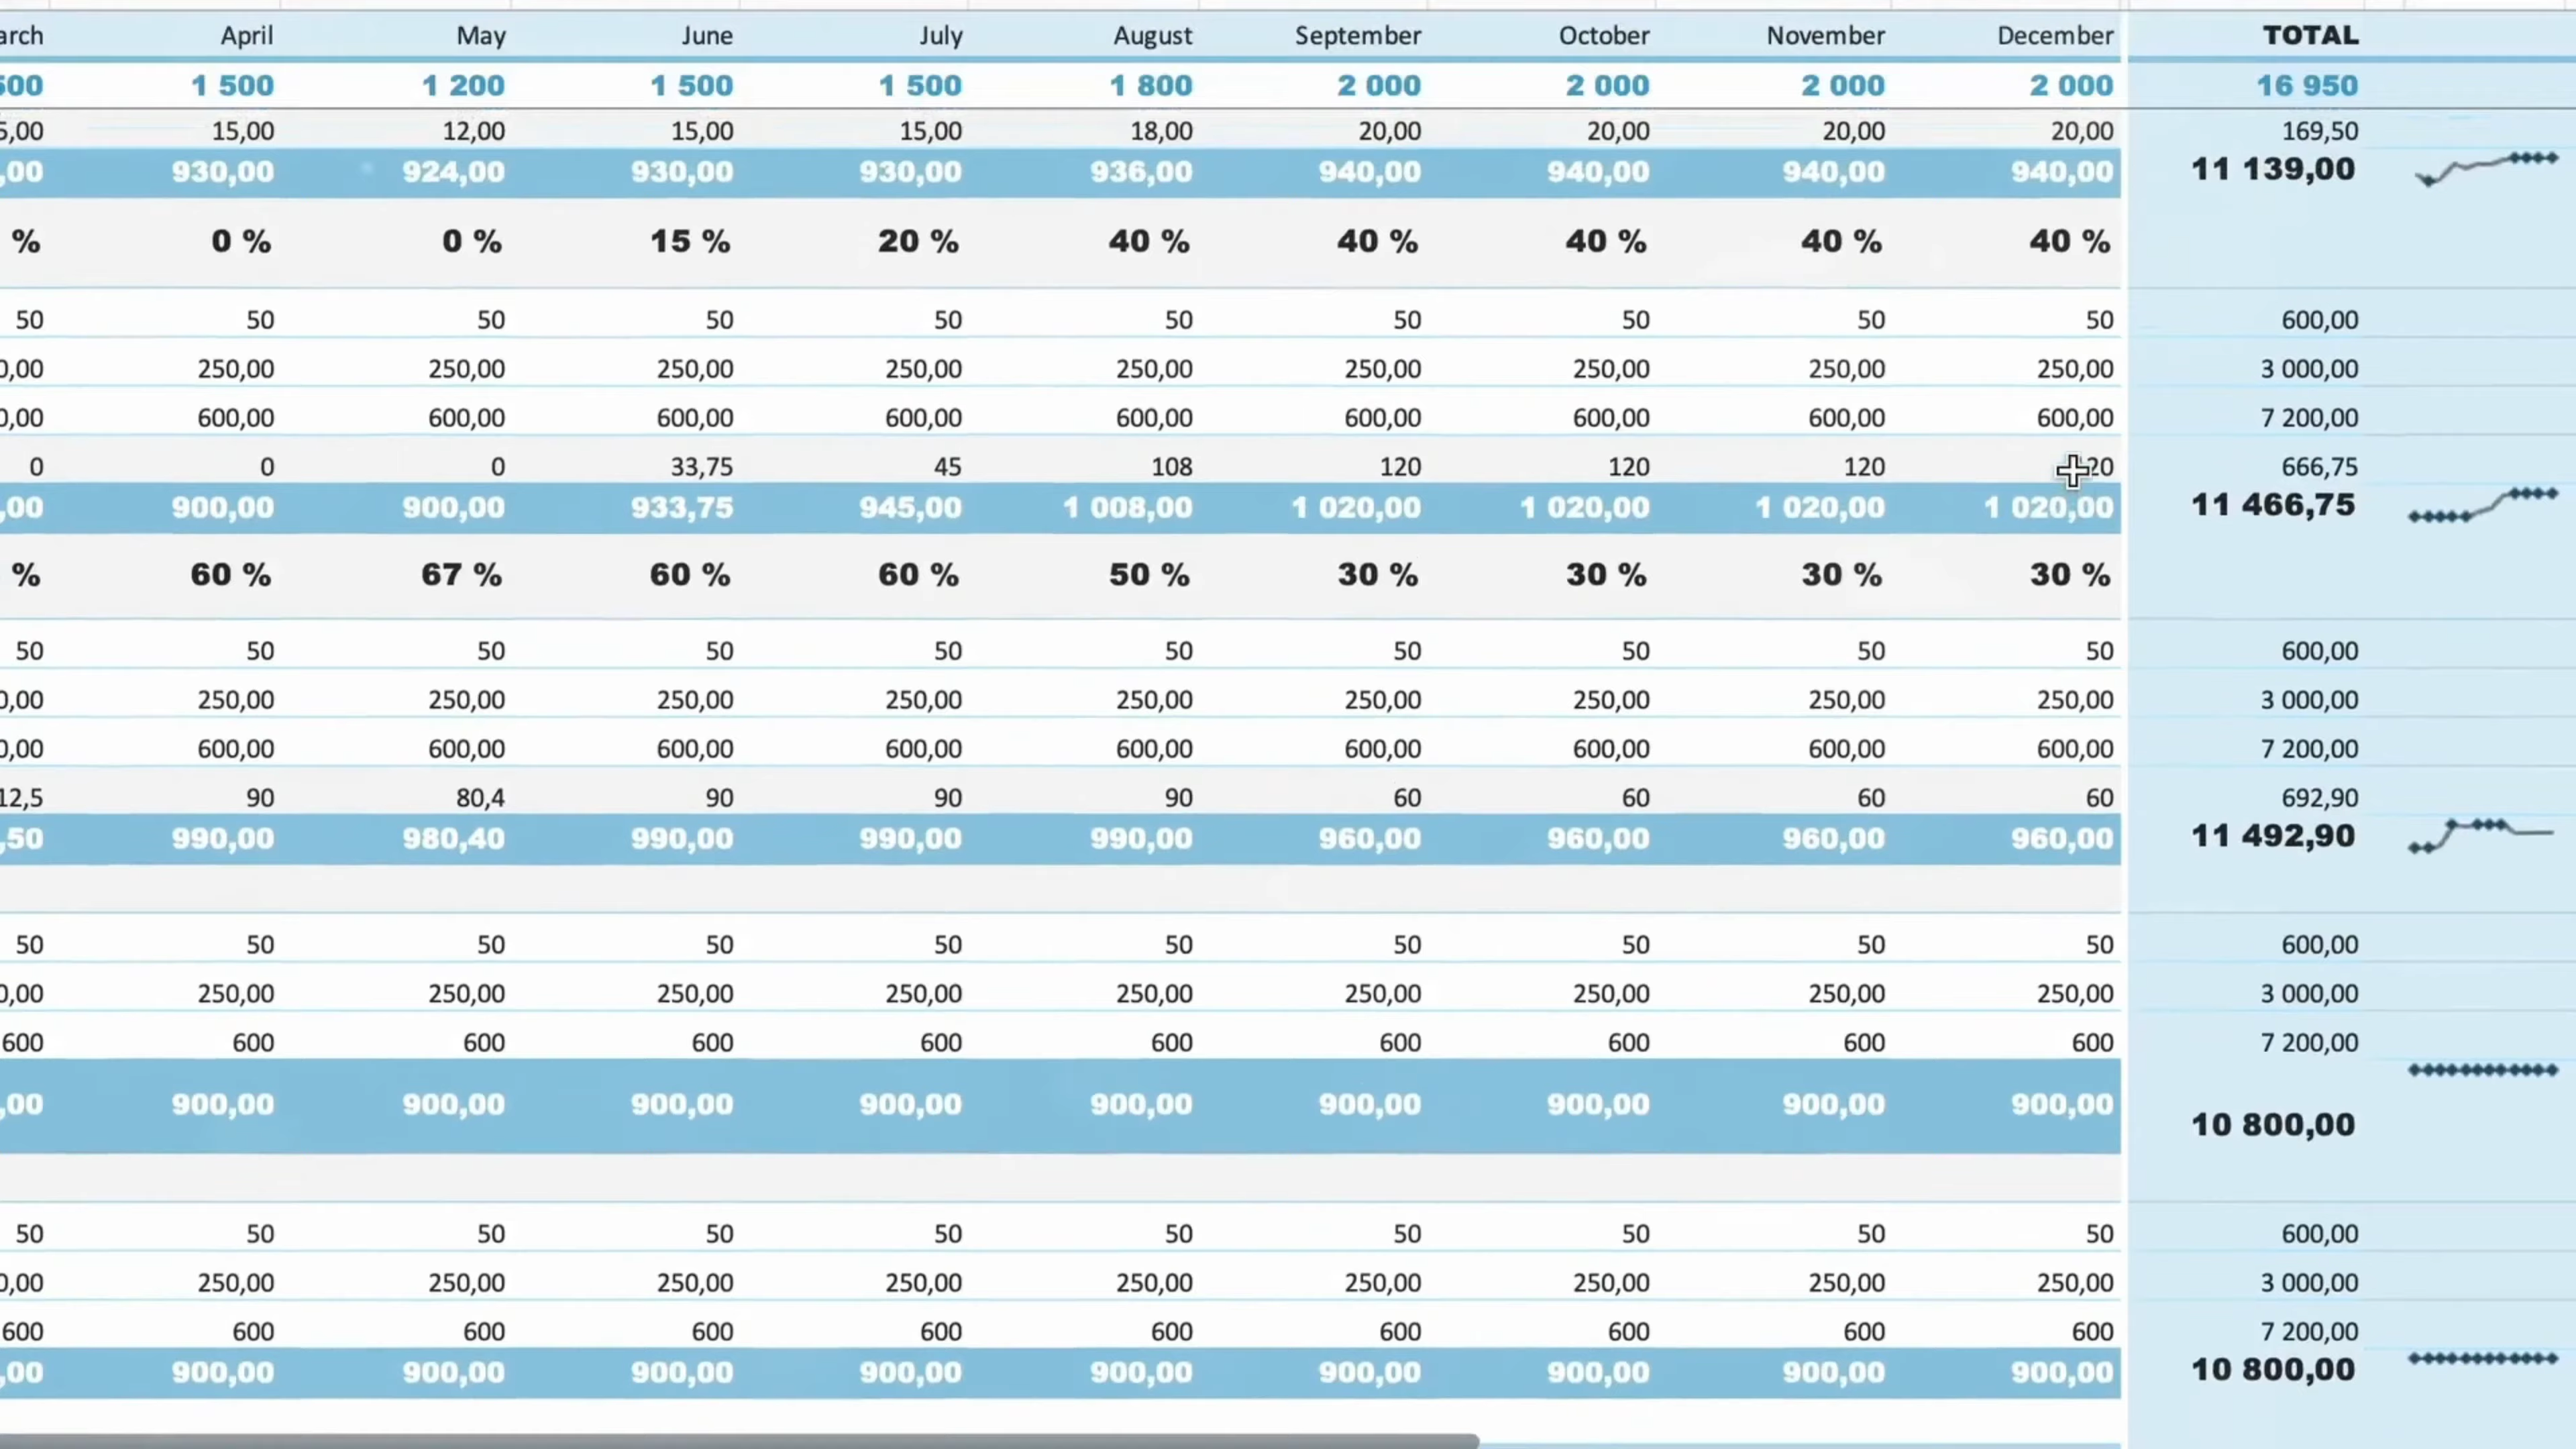 April May June July August September October November December TOTAL
1 500 1 200 1 500 1 500 1 800 2 000 2 000 2 000 2 000 16 950
15,00 12,00 15,00 15,00 18,00 20,00 20,00 20,00 20,00 169,50
,00 930,00 924,00 930,00 930,00 936,00 940,00 940,00 940,00 940,00 11 139,00
% 0 % 0 % 15 % 20 % 40 % 40 % 40 % 40 % 40 %
50 50 50 50 50 50 50 50 50 50 600,00
0,00 250,00 250,00 250,00 250,00 250,00 250,00 250,00 250,00 250,00 3 000,00
0,00 600,00 600,00 600,00 600,00 600,00 600,00 600,00 600,00 600,00 7 200,00
0 0 0 33,75 45 108 120 120 120 20 666,75
,00 900,00 900,00 933,75 945,00 1 008,00 1 020,00 1 020,00 1 020,00 1 020,00 11 466,75
% 60 % 67 % 60 % 60 % 50 % 30 % 30 % 30 % 30 %
50 50 50 50 50 50 50 50 50 50 600,00
0,00 250,00 250,00 250,00 250,00 250,00 250,00 250,00 250,00 250,00 3 000,00
0,00 600,00 600,00 600,00 600,00 600,00 600,00 600,00 600,00 600,00 7 200,00
12,5 90 80,4 90 90 90 60 60 60 60 692,90
,50 990,00 980,40 990,00 990,00 990,00 960,00 960,00 960,00 960,00 11 492,90
50 50 50 50 50 50 50 50 50 50 600,00
0,00 250,00 250,00 250,00 250,00 250,00 250,00 250,00 250,00 250,00 3 000,00
600 600 600 600 600 600 600 600 600 600 7 200,00
,00 900,00 900,00 900,00 900,00 900,00 900,00 900,00 900,00 900,00 10 800,00
50 50 50 50 50 50 50 50 50 50 600,00
0,00 250,00 250,00 250,00 250,00 250,00 250,00 250,00 250,00 250,00 3 000,00
600 600 600 600 600 600 600 600 600 600 7 200,00
,00 900,00 900,00 900,00 900,00 900,00 900,00 900,00 900,00 900,00 10 800,00